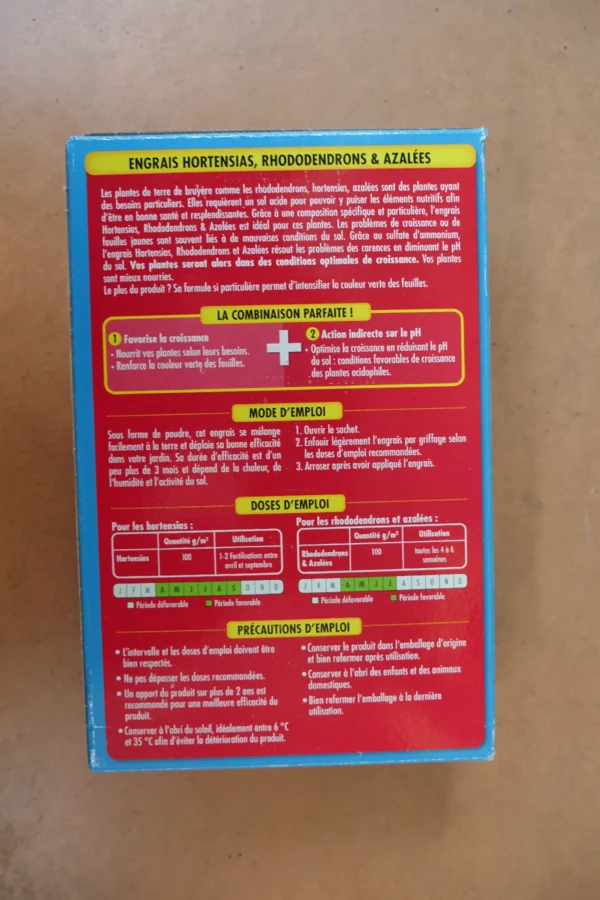 ENGRAIS HORTENSIAS, RHODODENDRONS & AZALÉES
Les plantes de terre de bruyère comme les rhododendrons, hortensias, azalées sont des plantes ayant
des besoins particuliers. Elles requièrent un sol acide pour pouvoir y puiser les éléments nutritifs afin
d'être en bonne santé et resplendissantes. Grâce à une composition spécifique et particulière, l'engrais
Hortensias, Rhododendrons & Azalées est idéal pour ces plantes. Les problèmes de croissance ou de
feuilles jaunes sont souvent liés à de mauvaises conditions du sol. Grâce au sulfate d'ammonium,
l'engrais Hortensias, Rhododendrons et Azalées résout les problèmes des carences en diminuant le pH
du sol. Vos plantes seront alors dans des conditions optimales de croissance. Vos plantes
sont mieux nourries.
Le plus du produit ? Sa formule si particulière permet d'intensifier la couleur verte des feuilles.
LA COMBINAISON PARFAITE !
1 Favorise la croissance
- Nourrit vos plantes selon leurs besoins.
- Renforce la couleur verte des feuilles.
+
2 Action indirecte sur le pH
- Optimise la croissance en réduisant le pH
du sol : conditions favorables de croissance
des plantes acidophiles.
MODE D'EMPLOI
Sous forme de poudre, cet engrais se mélange
facilement à la terre et déploie sa bonne efficacité
dans votre jardin. Sa durée d'efficacité est d'un
peu plus de 3 mois et dépend de la chaleur, de
l'humidité et l'activité du sol.
1. Ouvrir le sachet.
2. Enfouir légèrement l'engrais par griffage selon
les doses d'emploi recommandées.
3. Arroser après avoir appliqué l'engrais.
DOSES D'EMPLOI
Pour les hortensias :
Quantité g/m² Utilisation
Hortensias 100 1-2 Fertilisations entre
avril et septembre
J F M A M J J A S O N D
Période défavorable Période favorable
Pour les rhododendrons et azalées :
Quantité g/m² Utilisation
Rhododendrons
& Azalées 100 toutes les 4 à 6
semaines
J F M A M J J A S O N D
Période défavorable Période favorable
PRÉCAUTIONS D'EMPLOI
• L'intervalle et les doses d'emploi doivent être
bien respectés.
• Ne pas dépasser les doses recommandées.
• Un apport du produit sur plus de 2 ans est
recommandé pour une meilleure efficacité du
produit.
• Conserver à l'abri du soleil, idéalement entre 6 °C
et 35 °C afin d'éviter la détérioration du produit.
• Conserver le produit dans l'emballage d'origine
et bien refermer après utilisation.
• Conserver à l'abri des enfants et des animaux
domestiques.
• Bien refermer l'emballage à la dernière
utilisation.